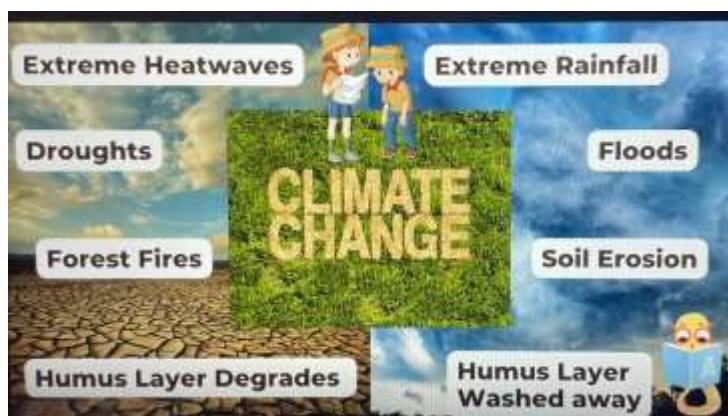 Extreme Heatwaves
Extreme Rainfall
Droughts
Floods
CLIMATE
CHANGE
Forest Fires
Soil Erosion
Humus Layer Degrades
Humus Layer
Washed away